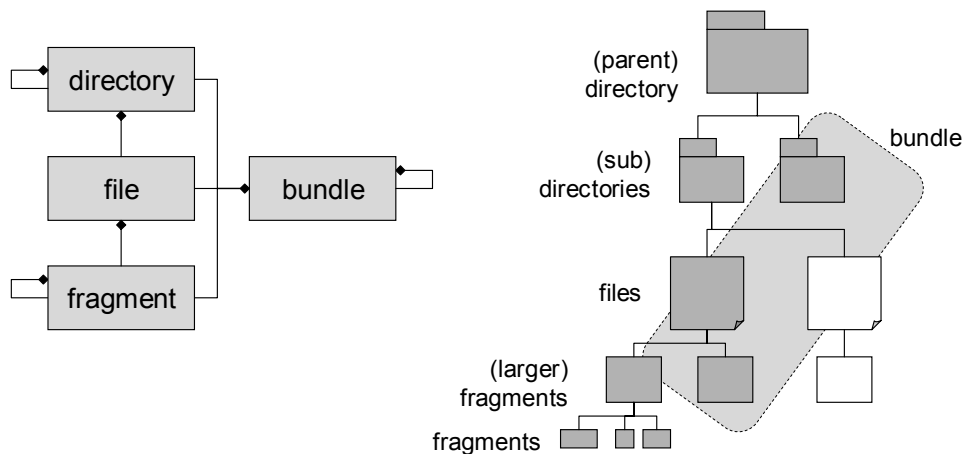 directory
file
fragment
bundle
(parent)
directory
bundle
(sub)
directories
files
(larger)
fragments
fragments